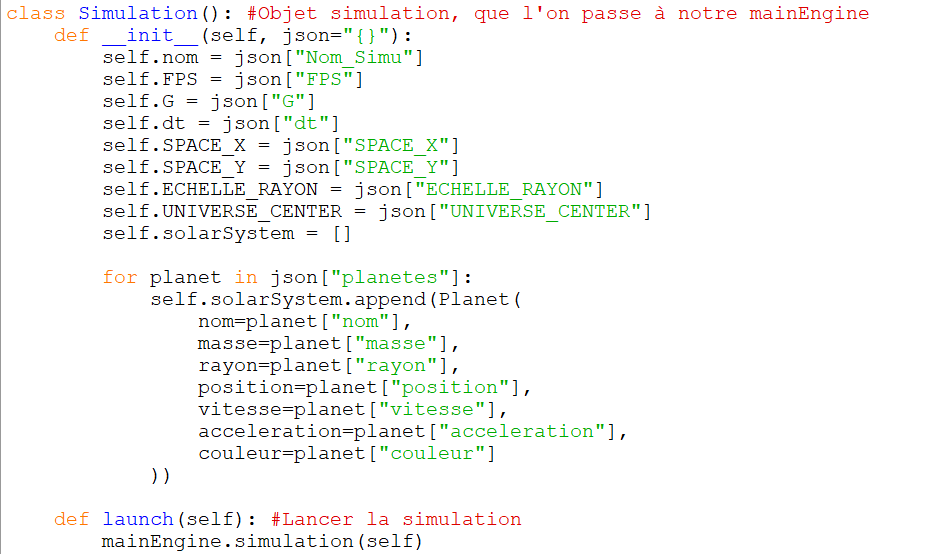 class Simulation(): #Objet simulation, que l'on passe à notre mainEngine
    def __init__(self, json="{}"):
        self.nom = json["Nom_Simu"]
        self.FPS = json["FPS"]
        self.G = json["G"]
        self.dt = json["dt"]
        self.SPACE_X = json["SPACE_X"]
        self.SPACE_Y = json["SPACE_Y"]
        self.ECHELLE_RAYON = json["ECHELLE_RAYON"]
        self.UNIVERSE_CENTER = json["UNIVERSE_CENTER"]
        self.solarSystem = []

        for planet in json["planetes"]:
            self.solarSystem.append(Planet(
                nom=planet["nom"],
                masse=planet["masse"],
                rayon=planet["rayon"],
                position=planet["position"],
                vitesse=planet["vitesse"],
                acceleration=planet["acceleration"],
                couleur=planet["couleur"]
            ))

    def launch(self): #Lancer la simulation
        mainEngine.simulation(self)